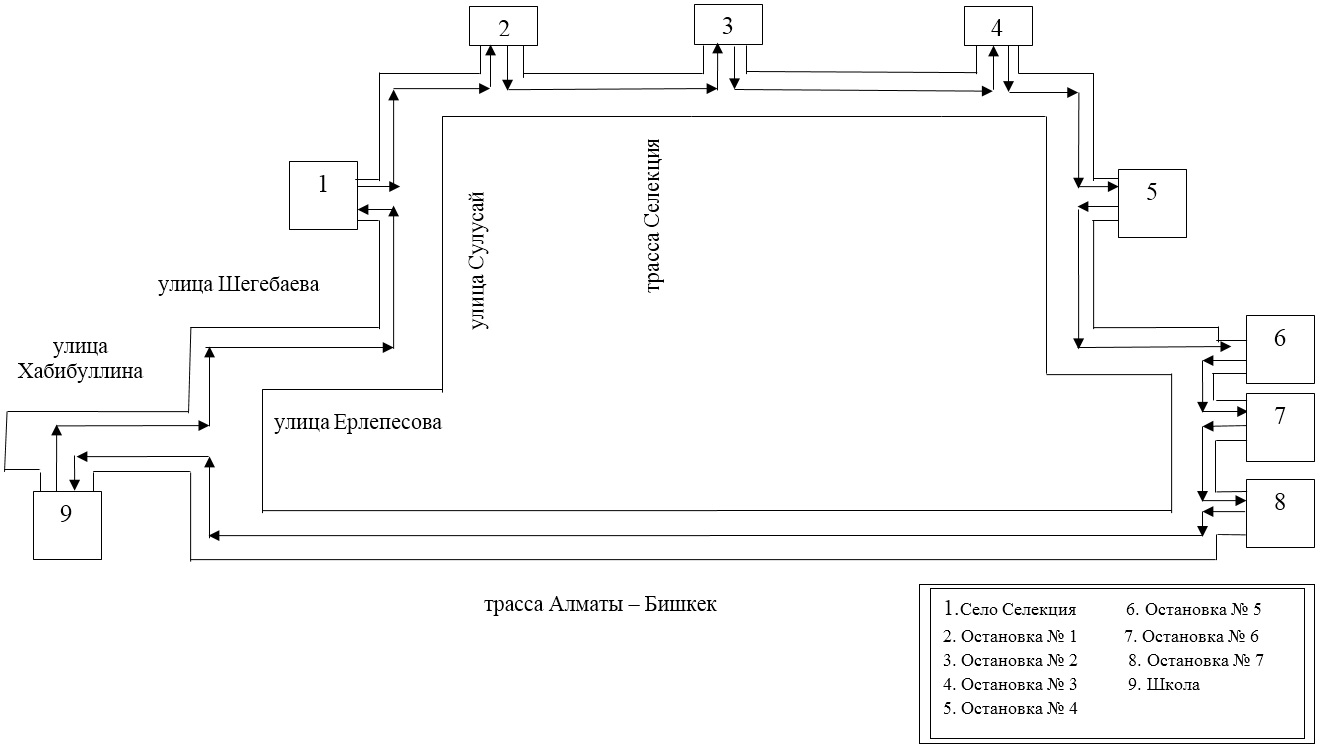 2
3
4
1
5
улица Сулусай
трасса Селекция
улица Шегебаева
улица
Хабибуллина
6
улица Ерлепесова
7
9
8
трасса Алматы – Бишкек
1.Село Селекция
6. Остановка № 5
2. Остановка № 1
7. Остановка № 6
3. Остановка № 2
8. Остановка № 7
4. Остановка № 3
9. Школа
5. Остановка № 4